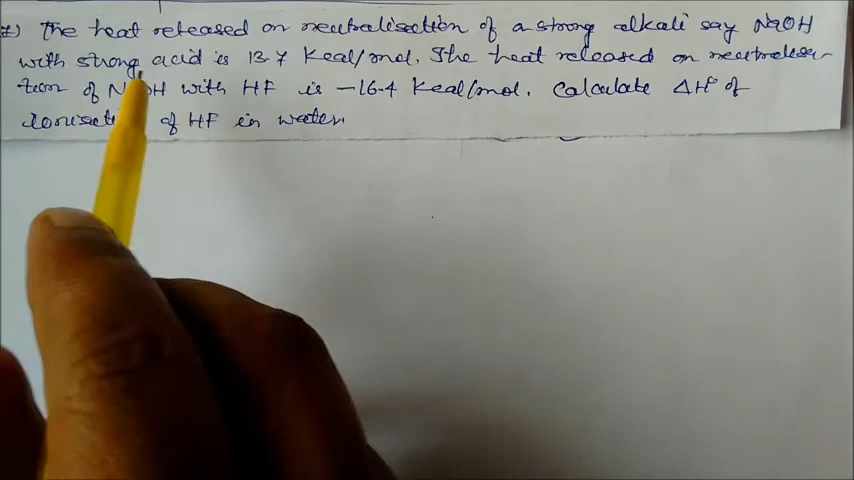 7) The heat released on neutralisation of a strong alkali say NaOH
with strong acid is 13.7 Kcal/mol. The heat released on neutralisa-
tion of NaOH with HF is -16.4 Kcal/mol. Calculate ΔH° of
of HF in water.